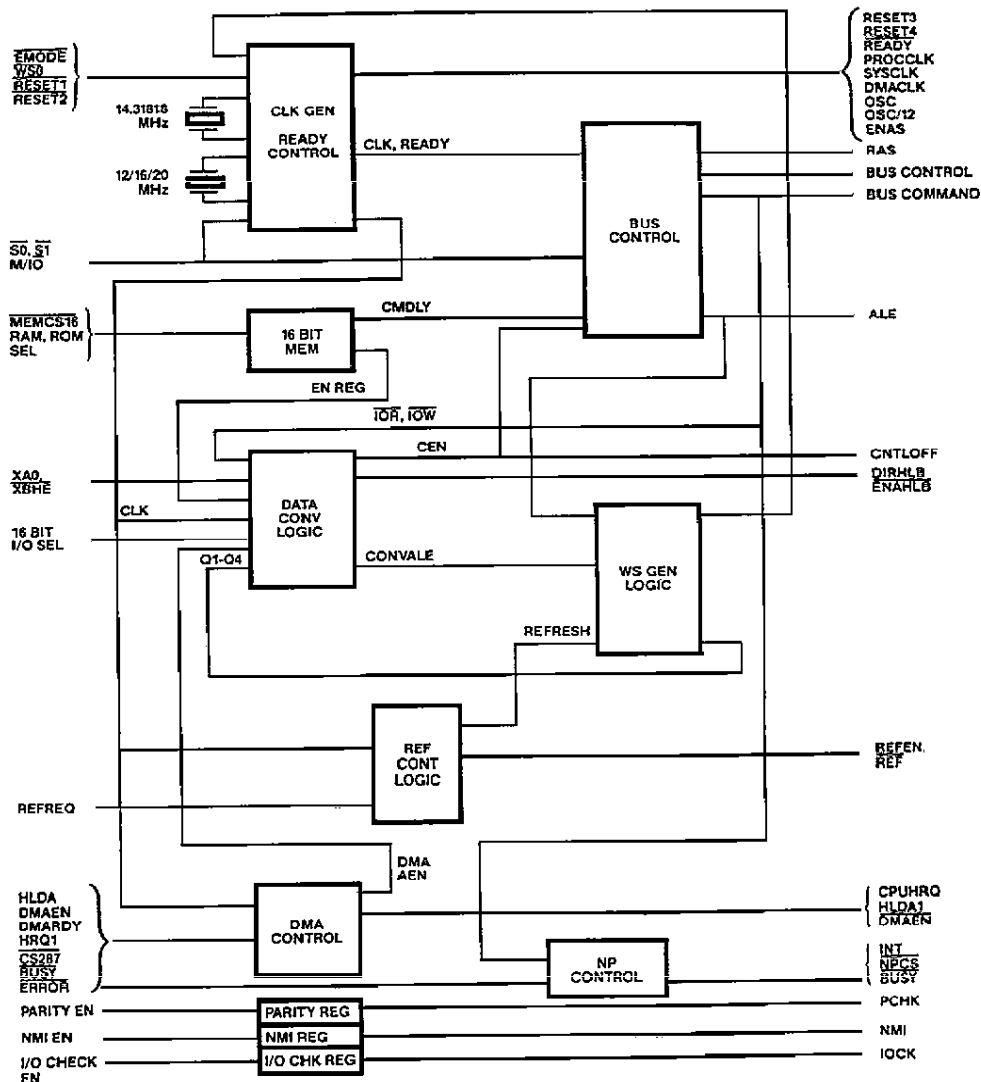 EMODE
WS0
RESET1
RESET2
14.31818
MHz
12/16/20
MHz
CLK GEN
READY
CONTROL
CLK, READY
RESET3
RESET4
READY
PROCCLK
SYSCLK
DMACLK
OSC
OSC/12
ENAS
RAS
BUS CONTROL
BUS COMMAND
BUS
CONTROL
S0, S1
M/IO
MEMCS16
RAM, ROM
SEL
16 BIT
MEM
CMDLY
ALE
EN REG
IOR, IOW
CEN
CNTLOFF
DIRHLB
ENAHLB
XA0,
XBHE
DATA
CONV
LOGIC
CLK
16 BIT
I/O SEL
Q1-Q4
CONVALE
WS GEN
LOGIC
REFRESH
REF
CONT
LOGIC
REFEN,
REF
REFREQ
DMA
AEN
HLDA
DMAEN
DMARDY
HRQ1
CS287
BUSY
ERROR
DMA
CONTROL
CPUHRQ
HLDA1
DMAEN
NP
CONTROL
INT
NPCS
BUSY
PARITY EN
PARITY REG
PCHK
NMI EN
NMI REG
NMI
I/O CHECK
EN
I/O CHK REG
IOCK